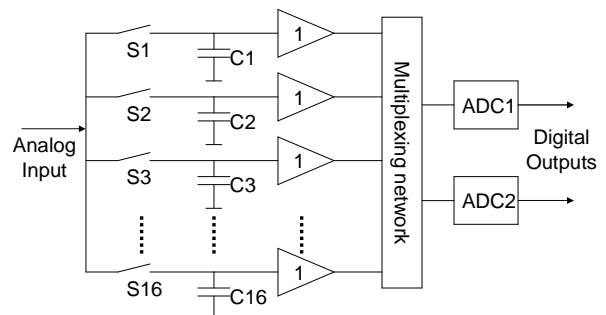 S1
C1
1
S2
C2
1
Analog
Input
S3
C3
1
S16
C16
1
Multiplexing network
ADC1
ADC2
Digital
Outputs